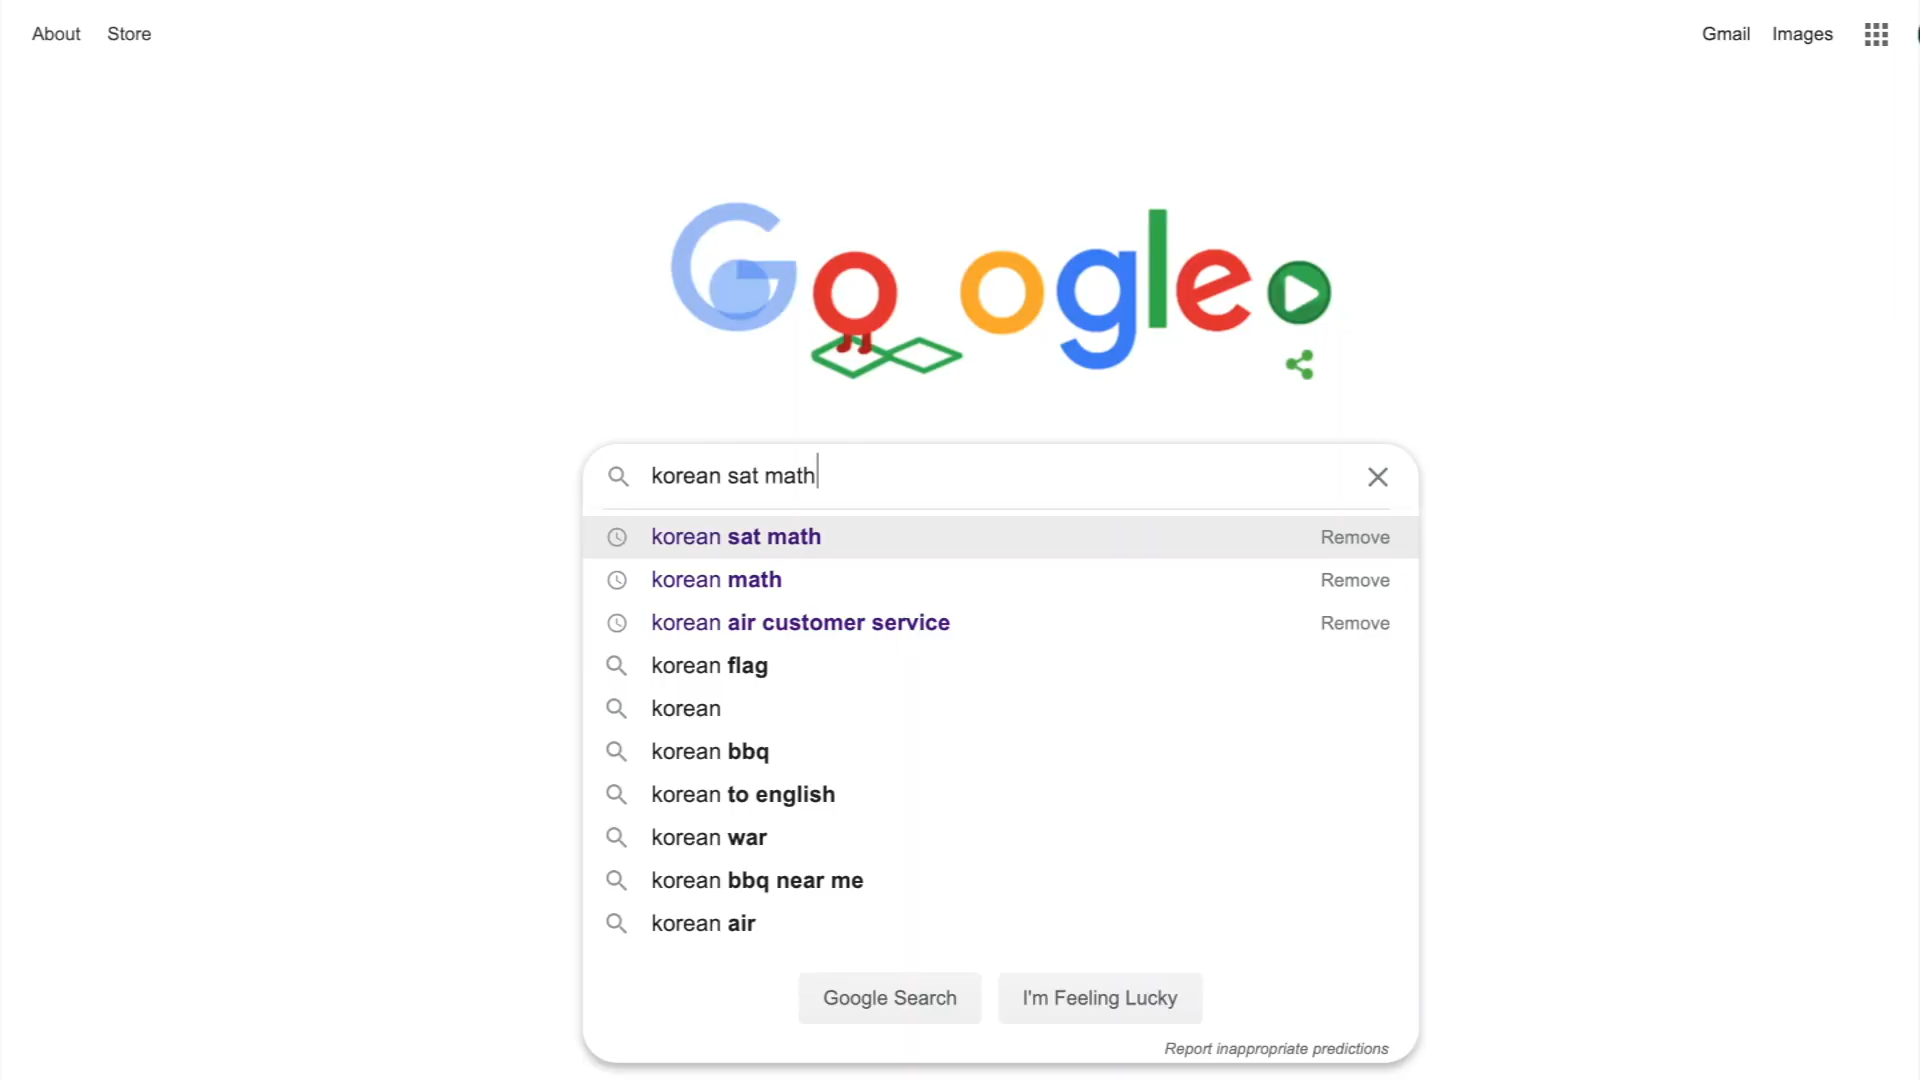 About Store
Gmail Images
Google
korean sat math
korean sat math Remove
korean math Remove
korean air customer service Remove
korean flag
korean
korean bbq
korean to english
korean war
korean bbq near me
korean air
Google Search I'm Feeling Lucky
Report inappropriate predictions